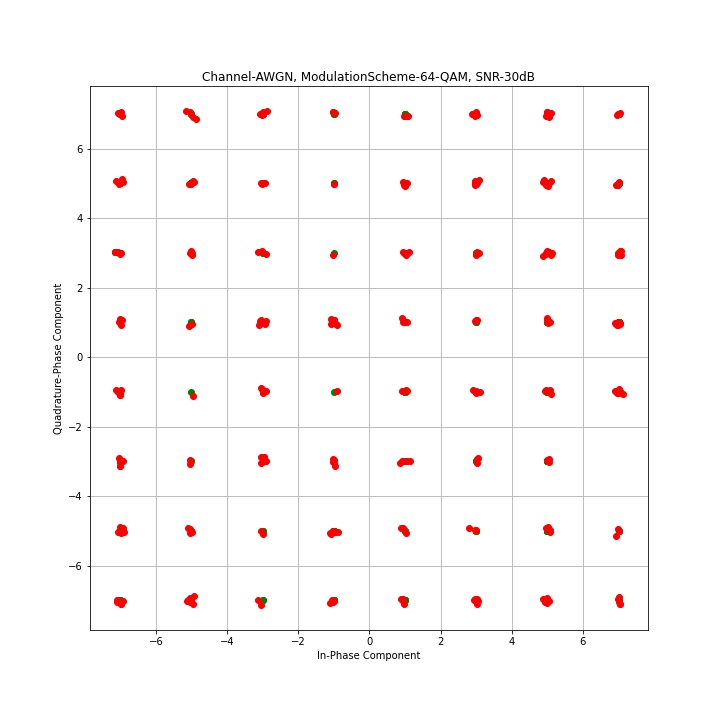 Channel-AWGN, ModulationScheme-64-QAM, SNR-30dB
6
4
2
0
−2
−4
−6
Quadrature-Phase Component
−6 −4 −2 0 2 4 6
In-Phase Component